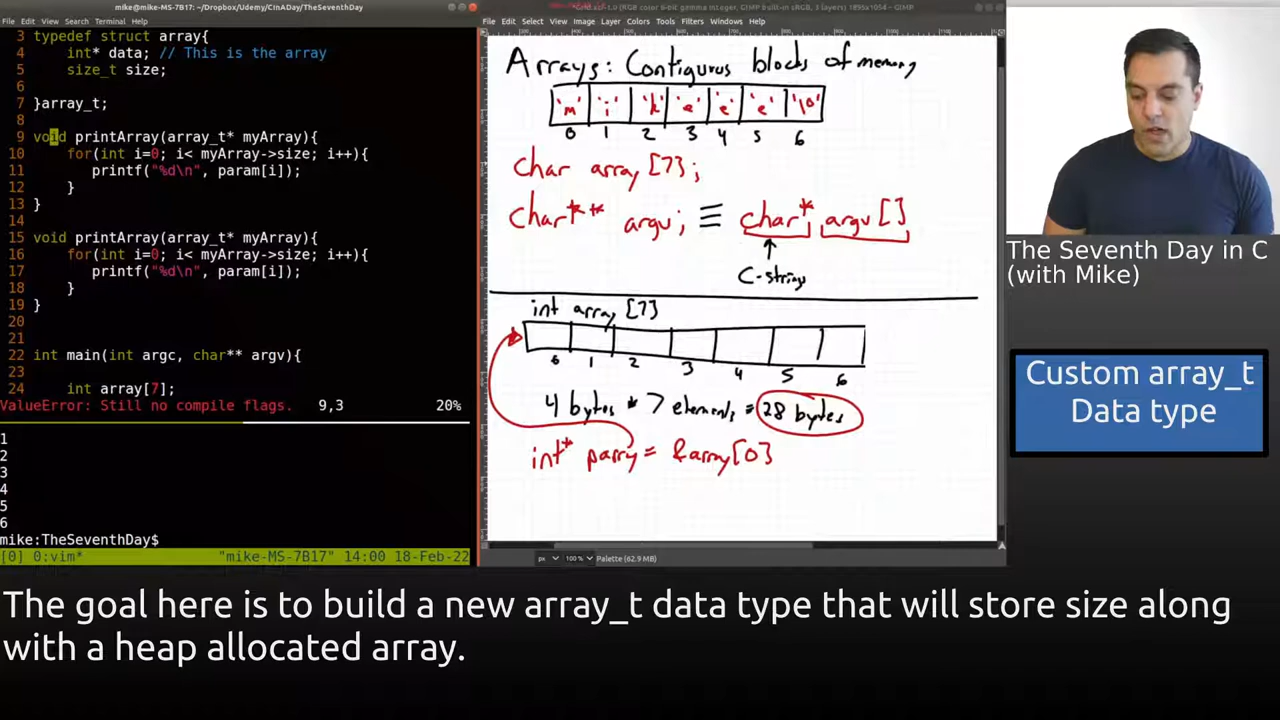 mike@mike-MS-7B17: ~/Dropbox/Udemy/CInADay/TheSeventhDay
File Edit View Search Terminal Help
3 typedef struct array{
4     int* data; // This is the array
5     size_t size;
6
7 }array_t;
8
9 void printArray(array_t* myArray){
10     for(int i=0; i< myArray->size; i++){
11         printf("%d\n", param[i]);
12     }
13 }
14
15 void printArray(array_t* myArray){
16     for(int i=0; i< myArray->size; i++){
17         printf("%d\n", param[i]);
18     }
19 }
20
21
22 int main(int argc, char** argv){
24     int array[7];
ValueError: Still no compile flags. 9,3 20%
1
2
3
4
5
6
mike:TheSeventhDay$
[0] 0:vim* "mike-MS-7B17" 14:00 18-Feb-22
File Edit Select View Image Layer Colors Tools Filters Windows Help
Arrays: Contigurus blocks of memory
'm' 'i' 'k' 'e' 'e' 'e' '\0'
0 1 2 3 4 5 6
char array [7];
char** argv; ≡ char* argv []
C-strings
int array [7]
0 1 2 3 4 5 6
4 bytes * 7 elements = 28 bytes
int* parry = &array[0]
px 100 % Palette (62.9 MB)
The Seventh Day in C
(with Mike)
Custom array_t
Data type
The goal here is to build a new array_t data type that will store size along
with a heap allocated array.